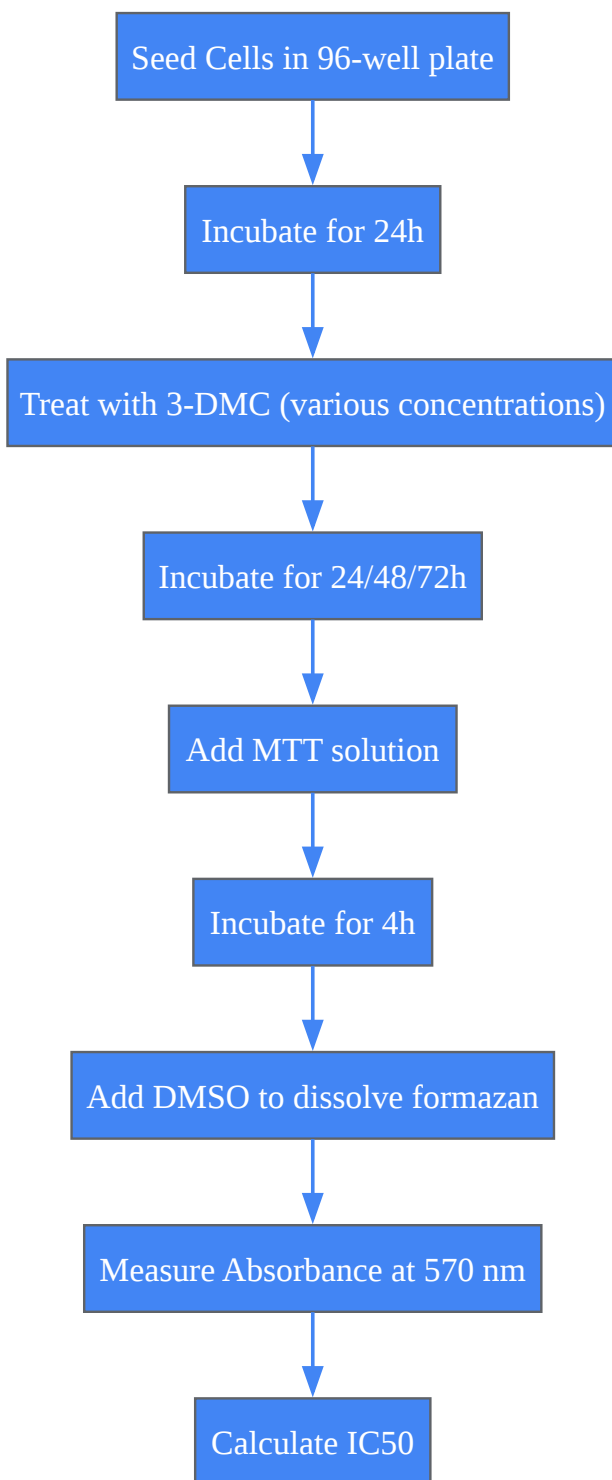 Seed Cells in 96-well plate
Incubate for 24h
Treat with 3-DMC (various concentrations)
Incubate for 24/48/72h
Add MTT solution
Incubate for 4h
Add DMSO to dissolve formazan
Measure Absorbance at 570 nm
Calculate IC50